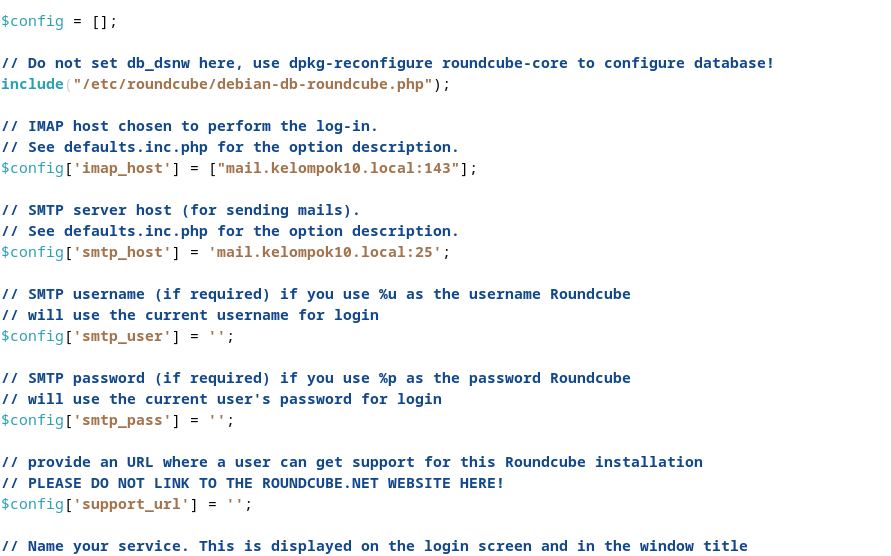 $config = [];
// Do not set db_dsnw here, use dpkg-reconfigure roundcube-core to configure database!
include("/etc/roundcube/debian-db-roundcube.php");
// IMAP host chosen to perform the log-in.
// See defaults.inc.php for the option description.
$config['imap_host'] = ["mail.kelompok10.local:143"];
// SMTP server host (for sending mails).
// See defaults.inc.php for the option description.
$config['smtp_host'] = 'mail.kelompok10.local:25';
// SMTP username (if required) if you use %u as the username Roundcube
// will use the current username for login
$config['smtp_user'] = '';
// SMTP password (if required) if you use %p as the password Roundcube
// will use the current user's password for login
$config['smtp_pass'] = '';
// provide an URL where a user can get support for this Roundcube installation
// PLEASE DO NOT LINK TO THE ROUNDCUBE.NET WEBSITE HERE!
$config['support_url'] = '';
// Name your service. This is displayed on the login screen and in the window title